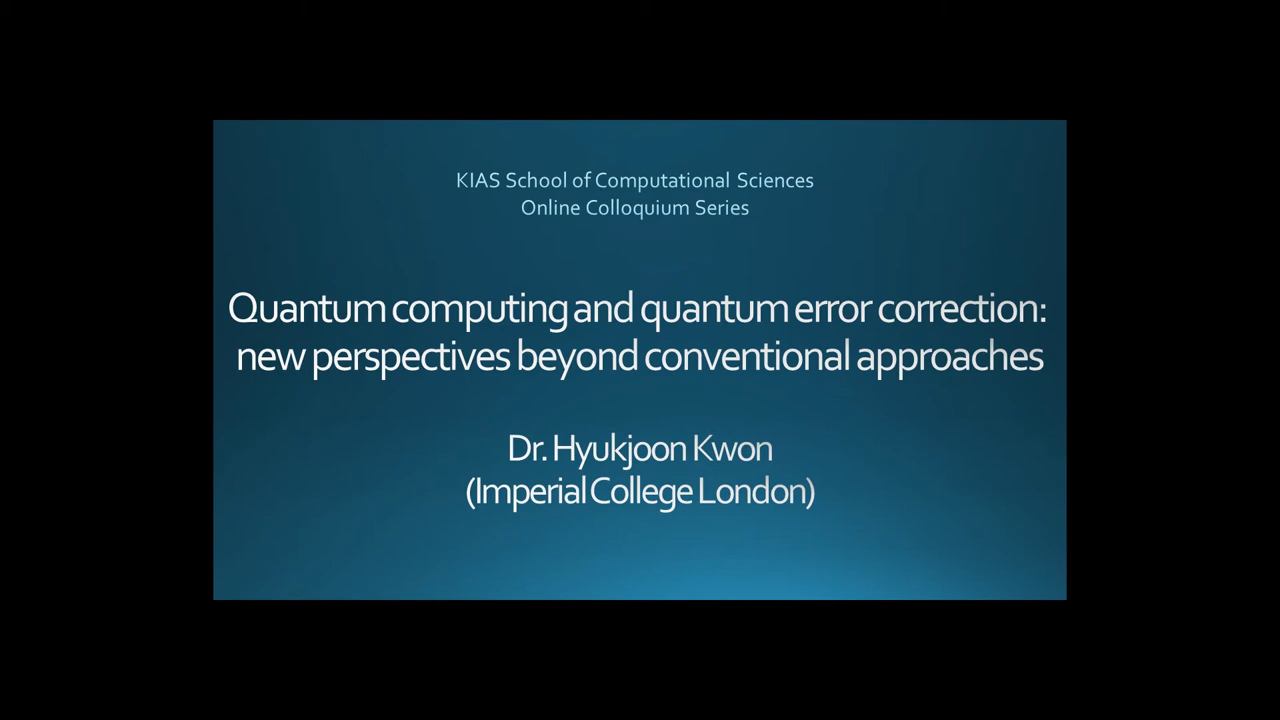 KIAS School of Computational Sciences
Online Colloquium Series
Quantum computing and quantum error correction:
new perspectives beyond conventional approaches
Dr. Hyukjoon Kwon
(Imperial College London)